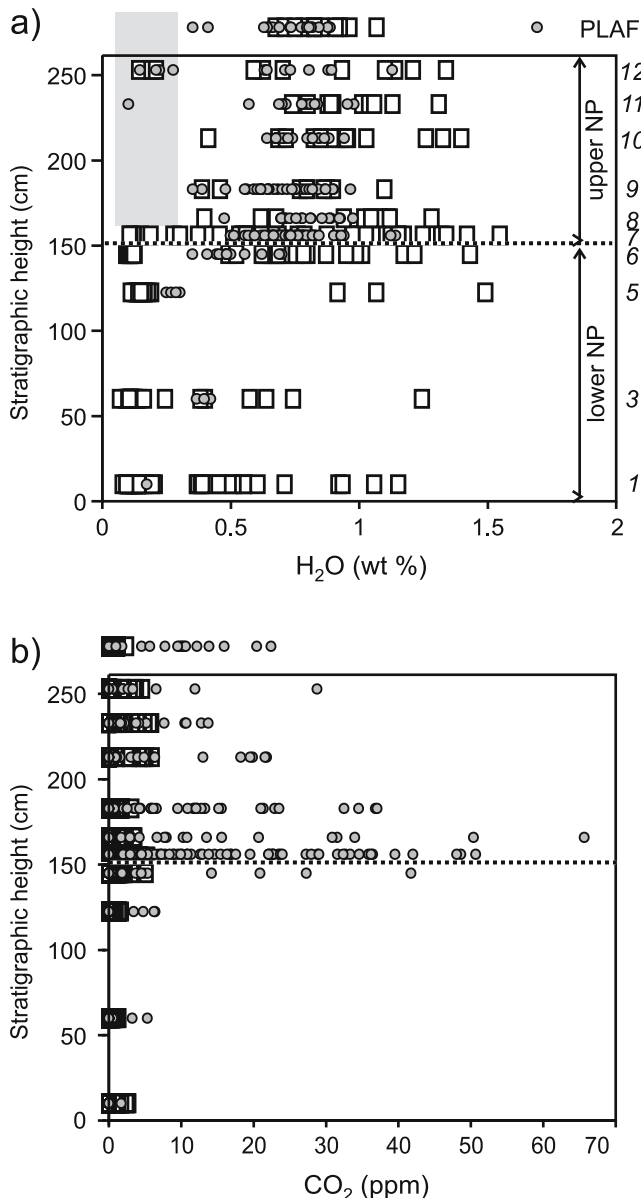 a)
PLAF
250
12
11
200
10
upper NP
9
8
7
150
6
5
Stratigraphic height (cm)
100
lower NP
3
50
1
0
0 0.5 1 1.5 2
H₂O (wt %)
b)
250
200
150
Stratigraphic height (cm)
100
50
0
0 10 20 30 40 50 60 70
CO₂ (ppm)